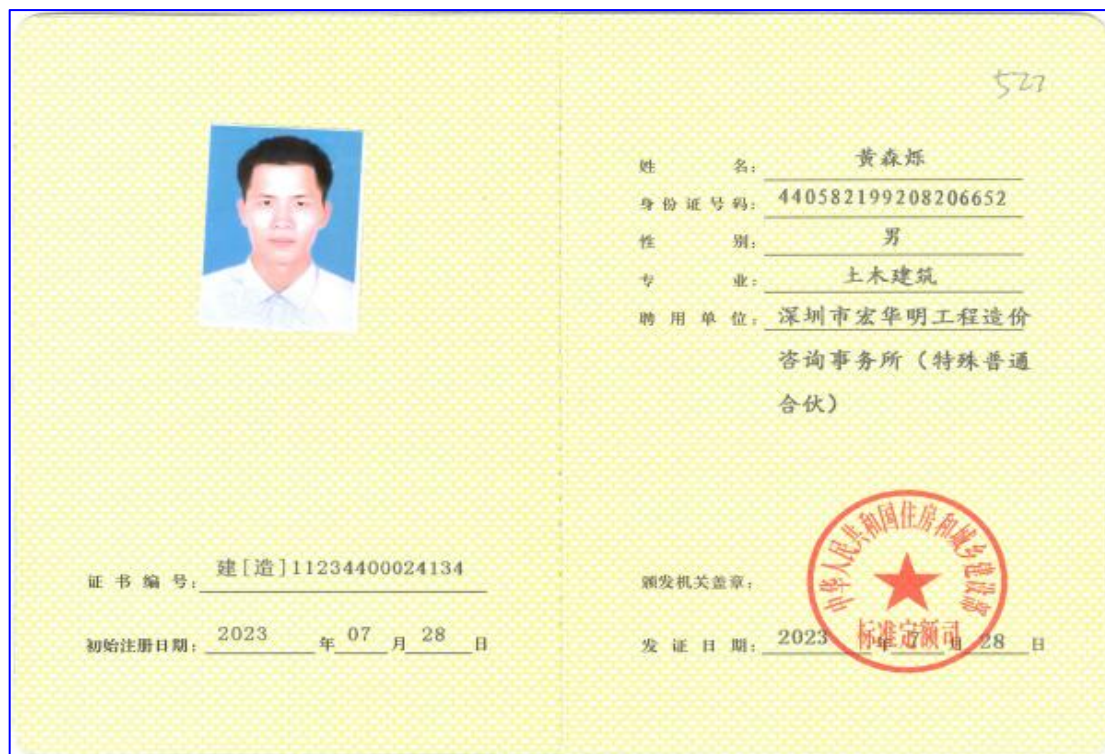 证 书 编 号: 建[造]11234400024134
初始注册日期: 2023 年 07 月 28 日
527
姓 名: 黄森烁
身份证号码: 440582199208206652
性 别: 男
专 业: 土木建筑
聘 用 单 位: 深圳市宏华明工程造价
咨询事务所（特殊普通
合伙）
颁发机关盖章:
中华人民共和国住房和城乡建设部
标准定额司
发 证 日 期: 2023 年 7 月 28 日